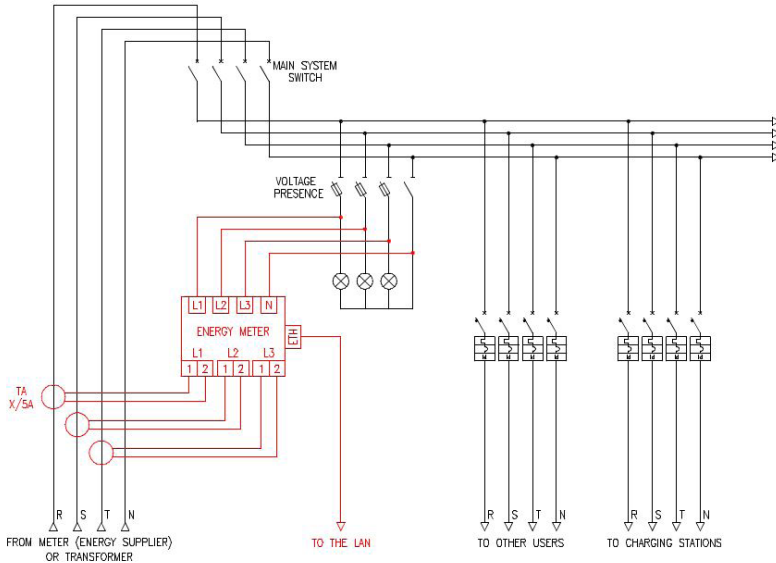 MAIN SYSTEM
SWITCH
VOLTAGE
PRESENCE
L1 L2 L3 N
ENERGY METER
ETH
L1 L2 L3
1 2 1 2 1 2
TA
X/5A
R S T N
R S T N
R S T N
FROM METER (ENERGY SUPPLIER)
OR TRANSFORMER
TO THE LAN
TO OTHER USERS
TO CHARGING STATIONS